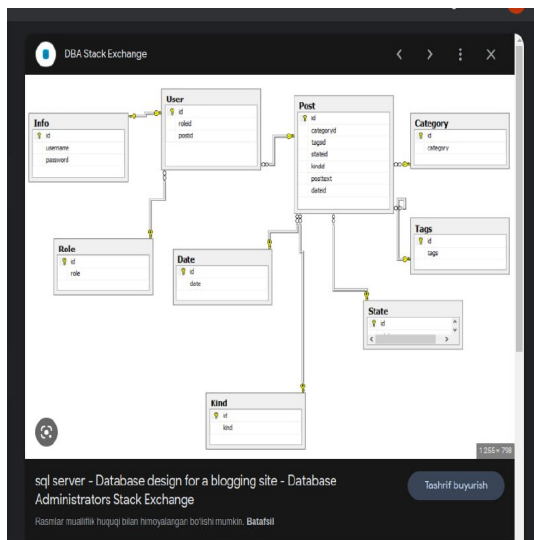 DBA Stack Exchange
User
id
roleid
postid
Info
id
username
password
Post
id
categoryid
tagsid
stateid
kindid
posttext
dateid
Category
id
category
Tags
id
tags
Role
id
role
Date
id
date
State
id
Kind
id
kind
1 255 × 798
sql server - Database design for a blogging site - Database
Administrators Stack Exchange
Tashrif buyurish
Rasmlar mualliflik huquqi bilan himoyalangan boʻlishi mumkin. Batafsil